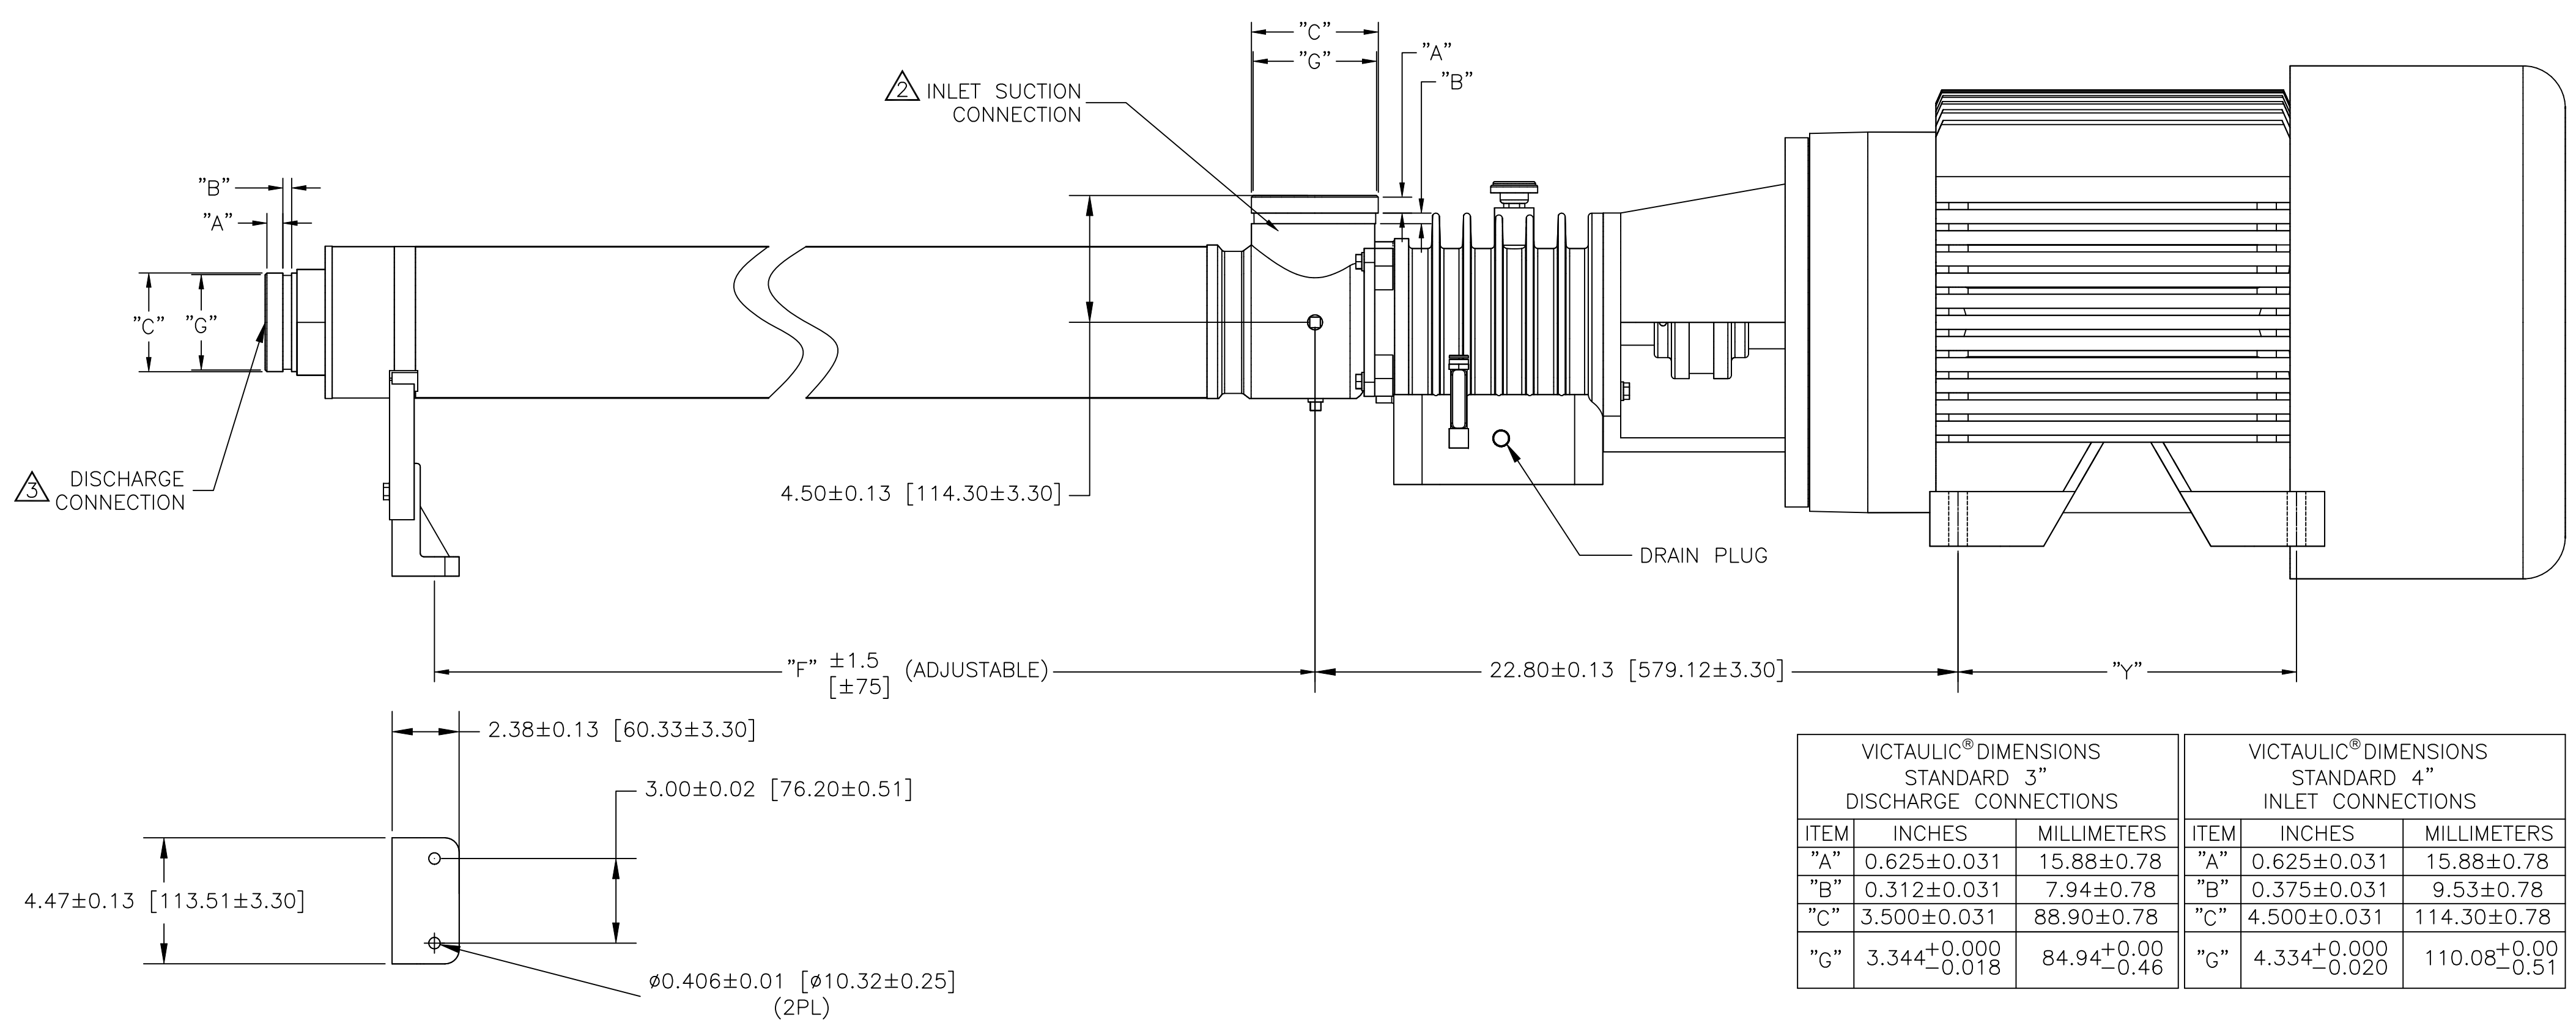 "C"
"G"
"A"
"B"
2 INLET SUCTION
CONNECTION
"B"
"A"
"C"
"G"
3 DISCHARGE
CONNECTION
4.50±0.13 [114.30±3.30]
DRAIN PLUG
"F" ±1.5 (ADJUSTABLE)
[±75]
22.80±0.13 [579.12±3.30]
"Y"
2.38±0.13 [60.33±3.30]
3.00±0.02 [76.20±0.51]
4.47±0.13 [113.51±3.30]
ø0.406±0.01 [ø10.32±0.25]
(2PL)
VICTAULIC® DIMENSIONS
STANDARD 3"
DISCHARGE CONNECTIONS
ITEM INCHES MILLIMETERS
"A" 0.625±0.031 15.88±0.78
"B" 0.312±0.031 7.94±0.78
"C" 3.500±0.031 88.90±0.78
"G" 3.344+0.000 -0.018 84.94+0.00 -0.46
VICTAULIC® DIMENSIONS
STANDARD 4"
INLET CONNECTIONS
ITEM INCHES MILLIMETERS
"A" 0.625±0.031 15.88±0.78
"B" 0.375±0.031 9.53±0.78
"C" 4.500±0.031 114.30±0.78
"G" 4.334+0.000 -0.020 110.08+0.00 -0.51